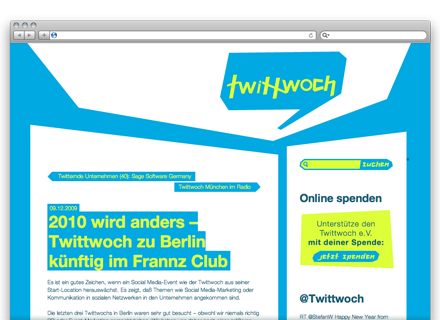 twittwoch
Twitternde Unternehmen (40): Sage Software Germany
Twittwoch München im Radio
suchen
09.12.2009
2010 wird anders –
Twittwoch zu Berlin
künftig im Frannz Club
Online spenden
Unterstütze den
Twittwoch e.V.
mit deiner Spende:
jetzt spenden
Es ist ein gutes Zeichen, wenn ein Social Media-Event wie der Twittwoch aus seiner
Start-Location herauswächst. Es zeigt, daß Themen wie Social Media-Marketing oder
Kommunikation in sozialen Netzwerken in den Unternehmen angekommen sind.
@Twittwoch
Die letzten drei Twittwochs in Berlin waren sehr gut besucht – obwohl wir niemals richtig
RT @StefanW Happy New Year from